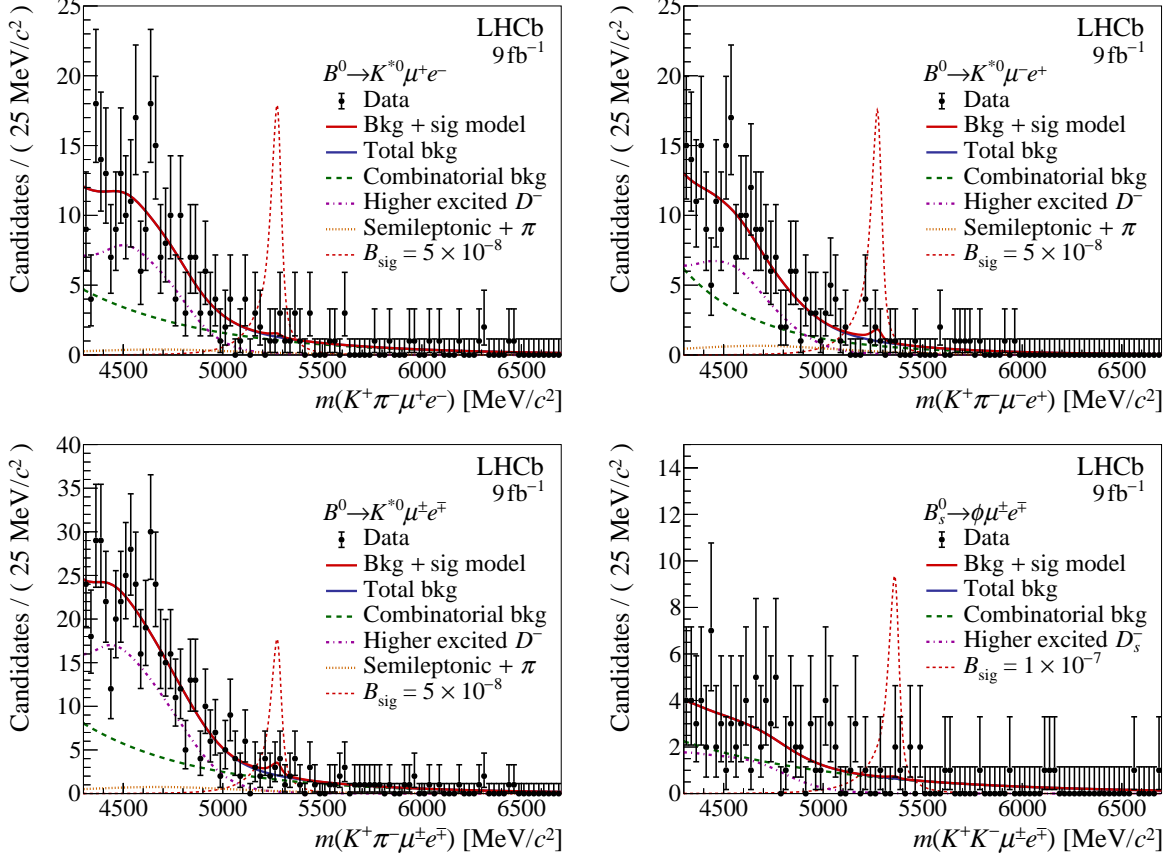 LHCb
9 fb⁻¹
B⁰→K*⁰μ⁺e⁻
Data
Bkg + sig model
Total bkg
Combinatorial bkg
Higher excited D⁻
Semileptonic + π
B_sig = 5 × 10⁻⁸
Candidates / ( 25 MeV/c²)
0 5 10 15 20 25
4500 5000 5500 6000 6500
m(K⁺π⁻μ⁺e⁻) [MeV/c²]
LHCb
9 fb⁻¹
B⁰→K*⁰μ⁻e⁺
Data
Bkg + sig model
Total bkg
Combinatorial bkg
Higher excited D⁻
Semileptonic + π
B_sig = 5 × 10⁻⁸
Candidates / ( 25 MeV/c²)
0 5 10 15 20 25
4500 5000 5500 6000 6500
m(K⁺π⁻μ⁻e⁺) [MeV/c²]
LHCb
9 fb⁻¹
B⁰→K*⁰μ±e∓
Data
Bkg + sig model
Total bkg
Combinatorial bkg
Higher excited D⁻
Semileptonic + π
B_sig = 5 × 10⁻⁸
Candidates / ( 25 MeV/c²)
0 5 10 15 20 25 30 35 40
4500 5000 5500 6000 6500
m(K⁺π⁻μ±e∓) [MeV/c²]
LHCb
9 fb⁻¹
B_s⁰→ϕμ±e∓
Data
Bkg + sig model
Total bkg
Combinatorial bkg
Higher excited D_s⁻
B_sig = 1 × 10⁻⁷
Candidates / ( 25 MeV/c²)
0 2 4 6 8 10 12 14
4500 5000 5500 6000 6500
m(K⁺K⁻μ±e∓) [MeV/c²]